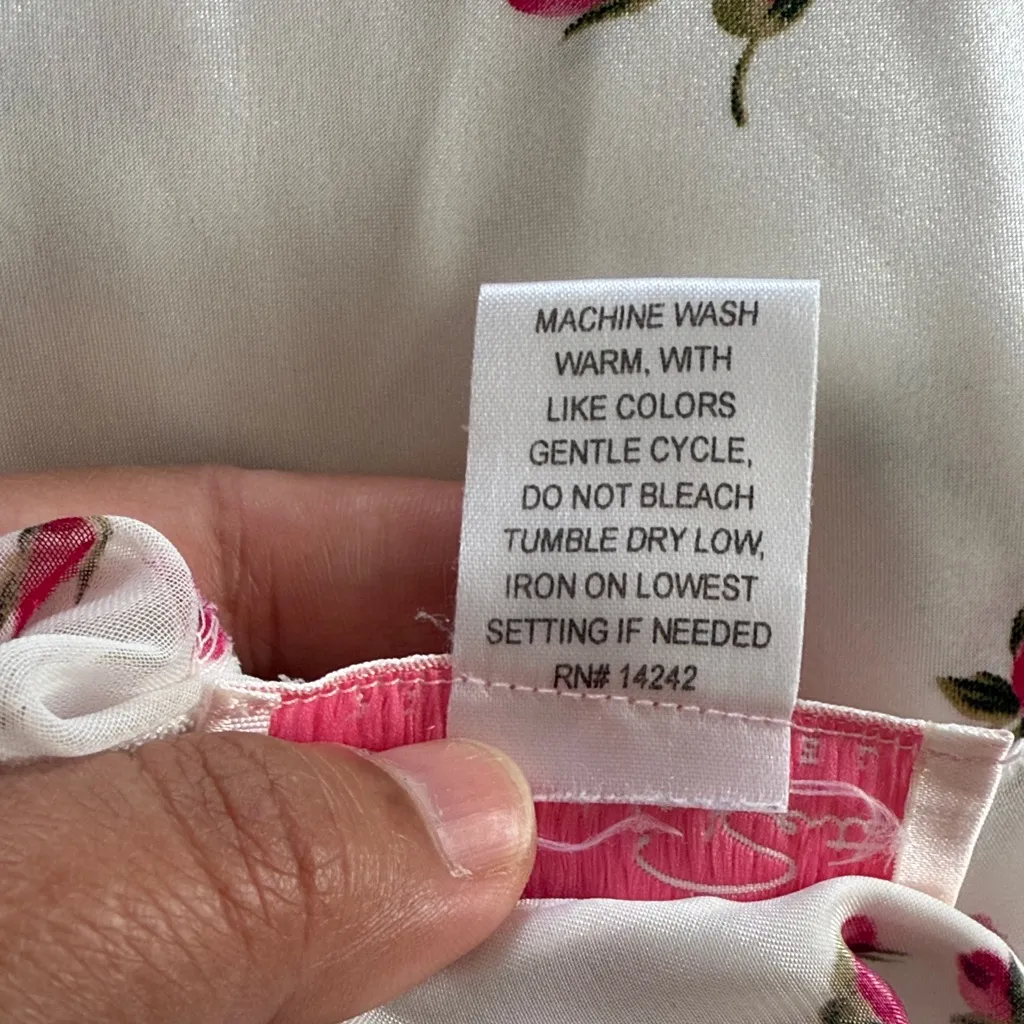 MACHINE WASH
WARM, WITH
LIKE COLORS
GENTLE CYCLE,
DO NOT BLEACH
TUMBLE DRY LOW,
IRON ON LOWEST
SETTING IF NEEDED
RN# 14242